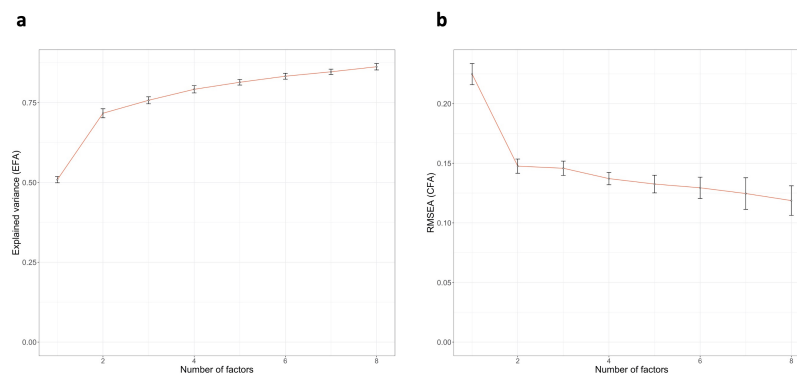 a
Explained variance (EFA)
0.75
0.50
0.25
0.00
2 4 6 8
Number of factors
b
RMSEA (CFA)
0.20
0.15
0.10
0.05
0.00
2 4 6 8
Number of factors